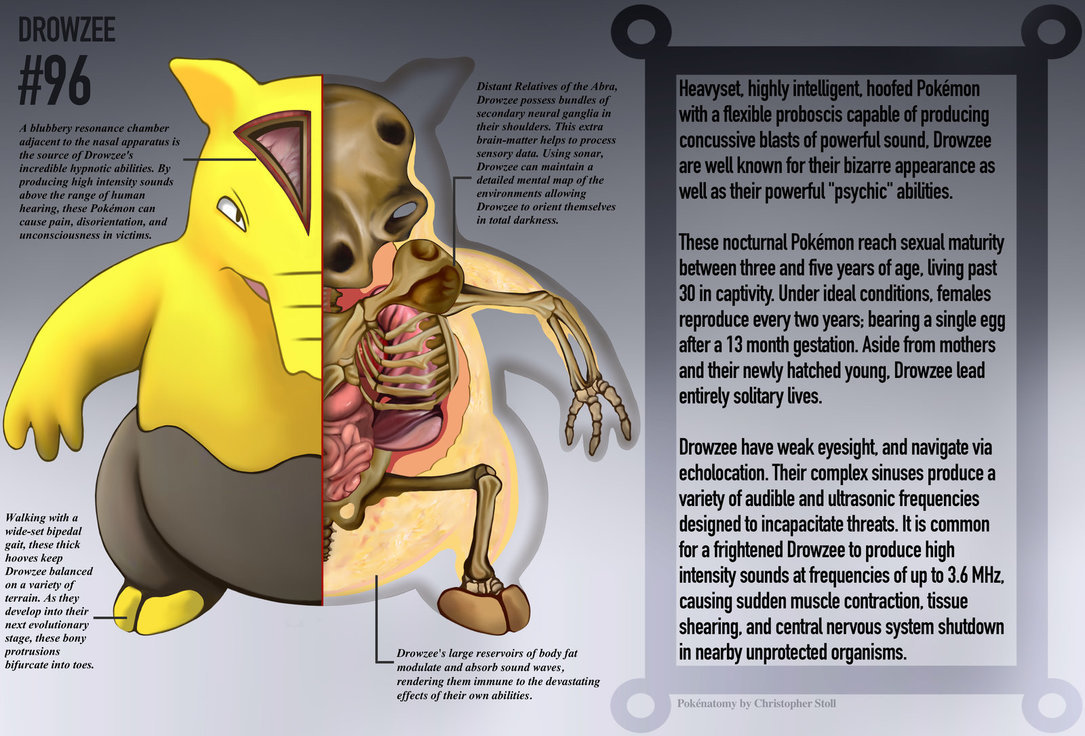 DROWZEE
#96
A blubbery resonance chamber
adjacent to the nasal apparatus is
the source of Drowzee's
incredible hypnotic abilities. By
producing high intensity sounds
above the range of human
hearing, these Pokémon can
cause pain, disorientation, and
unconsciousness in victims.
Distant Relatives of the Abra,
Drowzee possess bundles of
secondary neural ganglia in
their shoulders. This extra
brain-matter helps to process
sensory data. Using sonar,
Drowzee can maintain a
detailed mental map of the
environments allowing
Drowzee to orient themselves
in total darkness.
Walking with a
wide-set bipedal
gait, these thick
hooves keep
Drowzee balanced
on a variety of
terrain. As they
develop into their
next evolutionary
stage, these bony
protrusions
bifurcate into toes.
Drowzee's large reservoirs of body fat
modulate and absorb sound waves,
rendering them immune to the devastating
effects of their own abilities.
Heavyset, highly intelligent, hoofed Pokémon
with a flexible proboscis capable of producing
concussive blasts of powerful sound, Drowzee
are well known for their bizarre appearance as
well as their powerful "psychic" abilities.
These nocturnal Pokémon reach sexual maturity
between three and five years of age, living past
30 in captivity. Under ideal conditions, females
reproduce every two years; bearing a single egg
after a 13 month gestation. Aside from mothers
and their newly hatched young, Drowzee lead
entirely solitary lives.
Drowzee have weak eyesight, and navigate via
echolocation. Their complex sinuses produce a
variety of audible and ultrasonic frequencies
designed to incapacitate threats. It is common
for a frightened Drowzee to produce high
intensity sounds at frequencies of up to 3.6 MHz,
causing sudden muscle contraction, tissue
shearing, and central nervous system shutdown
in nearby unprotected organisms.
Pokénatomy by Christopher Stoll